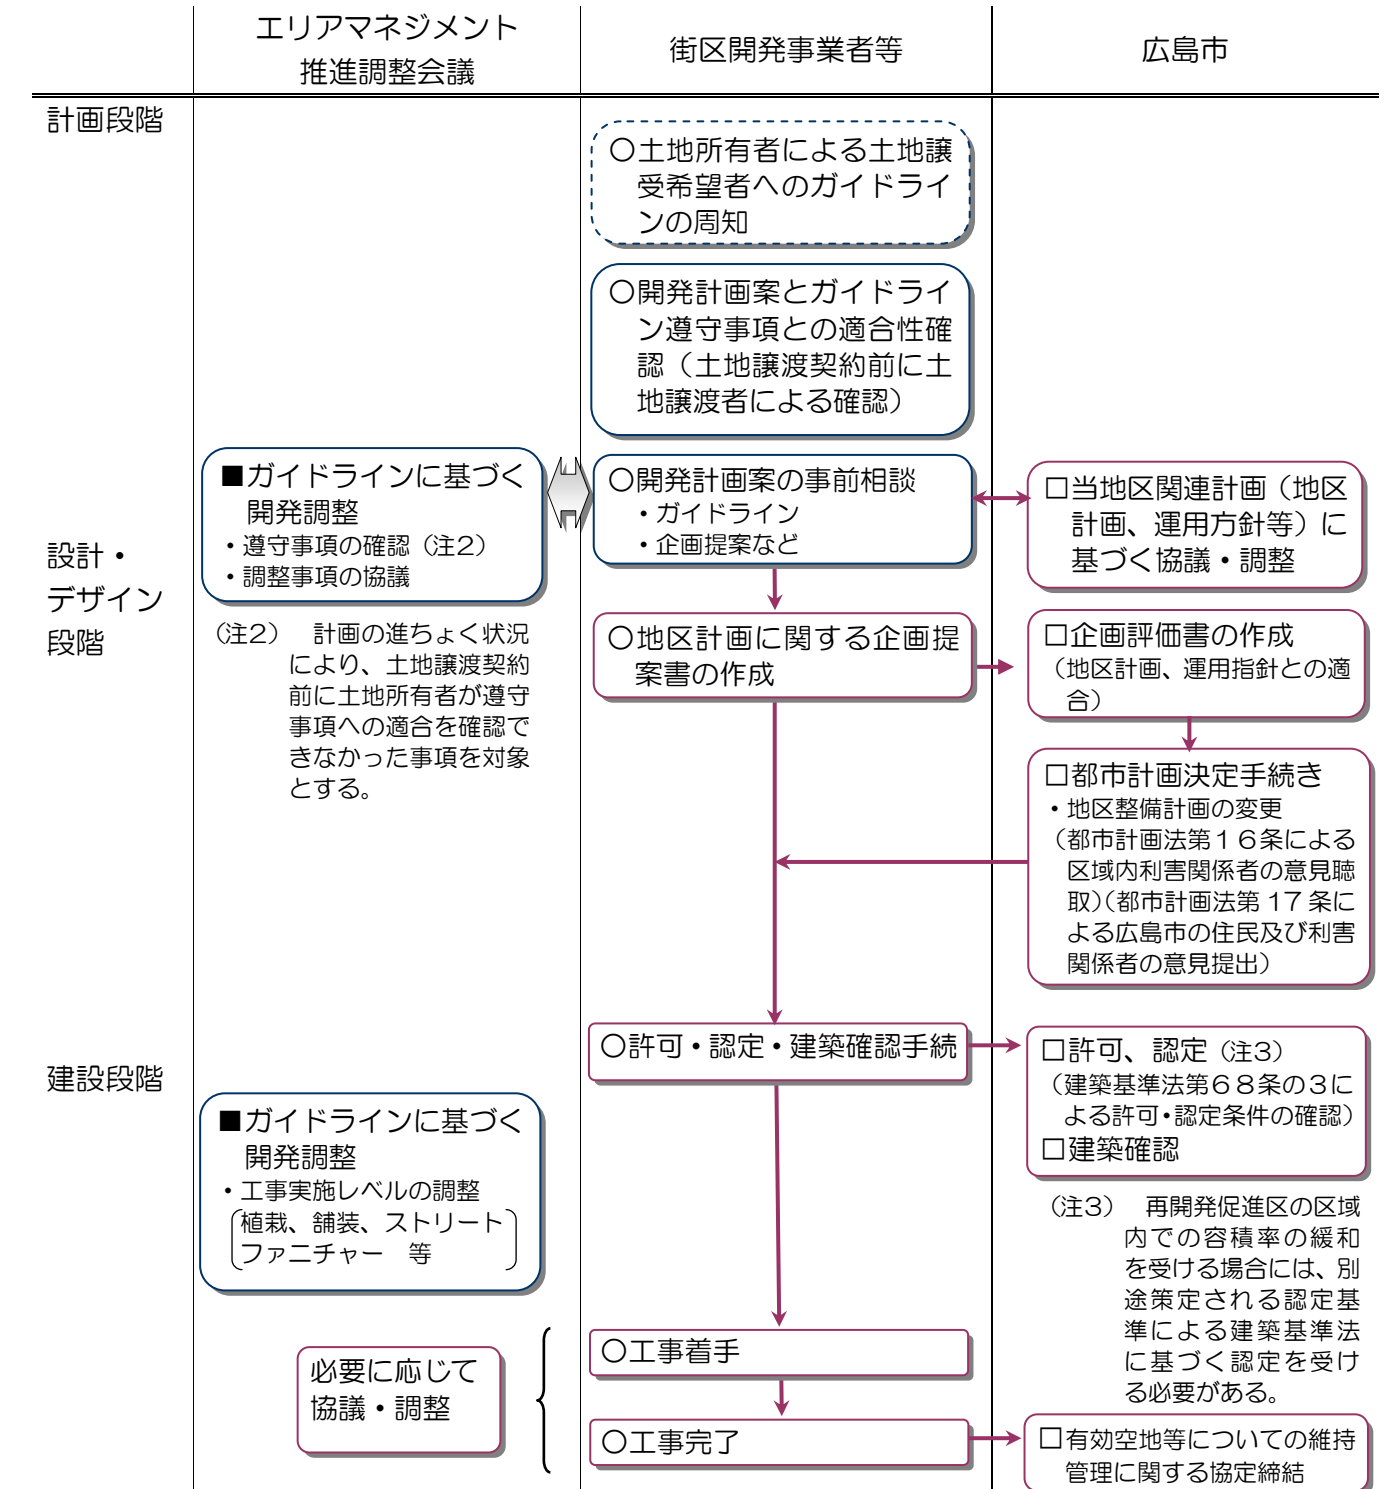 エリアマネジメント
推進調整会議
街区開発事業者等
広島市
計画段階
○土地所有者による土地譲
受希望者へのガイドライ
ンの周知
○開発計画案とガイドライ
ン遵守事項との適合性確
認（土地譲渡契約前に土
地譲渡者による確認）
設計・
デザイン
段階
■ガイドラインに基づく
開発調整
・遵守事項の確認（注2）
・調整事項の協議
（注2）　計画の進ちょく状況
により、土地譲渡契約
前に土地所有者が遵守
事項への適合を確認で
きなかった事項を対象
とする。
○開発計画案の事前相談
・ガイドライン
・企画提案など
□当地区関連計画（地区
計画、運用方針等）に
基づく協議・調整
○地区計画に関する企画提
案書の作成
□企画評価書の作成
（地区計画、運用指針との適
合）
□都市計画決定手続き
・地区整備計画の変更
（都市計画法第１６条による
区域内利害関係者の意見聴
取）（都市計画法第 17 条に
よる広島市の住民及び利害
関係者の意見提出）
建設段階
○許可・認定・建築確認手続
□許可、認定（注3）
（建築基準法第６８条の３に
よる許可・認定条件の確認）
□建築確認
（注3）　再開発促進区の区域
内での容積率の緩和
を受ける場合には、別
途策定される認定基
準による建築基準法
に基づく認定を受け
る必要がある。
■ガイドラインに基づく
開発調整
・工事実施レベルの調整
植栽、舗装、ストリート
ファニチャー　等
必要に応じて
協議・調整
○工事着手
○工事完了
□有効空地等についての維持
管理に関する協定締結